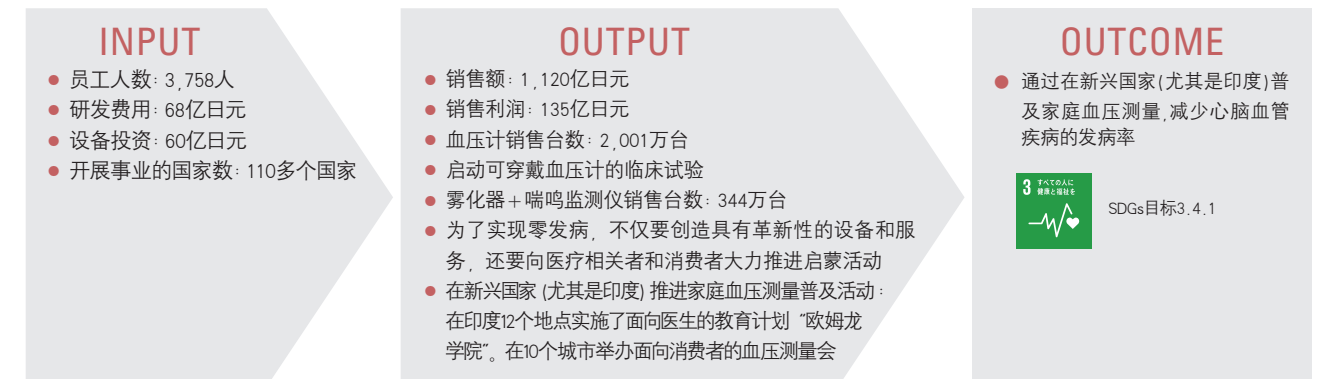 INPUT
● 员工人数：3,758人
● 研发费用：68亿日元
● 设备投资：60亿日元
● 开展事业的国家数：110多个国家
OUTPUT
● 销售额：1,120亿日元
● 销售利润：135亿日元
● 血压计销售台数：2,001万台
● 启动可穿戴血压计的临床试验
● 雾化器＋喘鸣监测仪销售台数：344万台
● 为了实现零发病，不仅要创造具有革新性的设备和服
务，还要向医疗相关者和消费者大力推进启蒙活动
● 在新兴国家 (尤其是印度) 推进家庭血压测量普及活动：
在印度12个地点实施了面向医生的教育计划“欧姆龙
学院”。在10个城市举办面向消费者的血压测量会
OUTCOME
● 通过在新兴国家(尤其是印度)普
及家庭血压测量,减少心脑血管
疾病的发病率
3 すべての人に
健康と福祉を
SDGs目标3.4.1